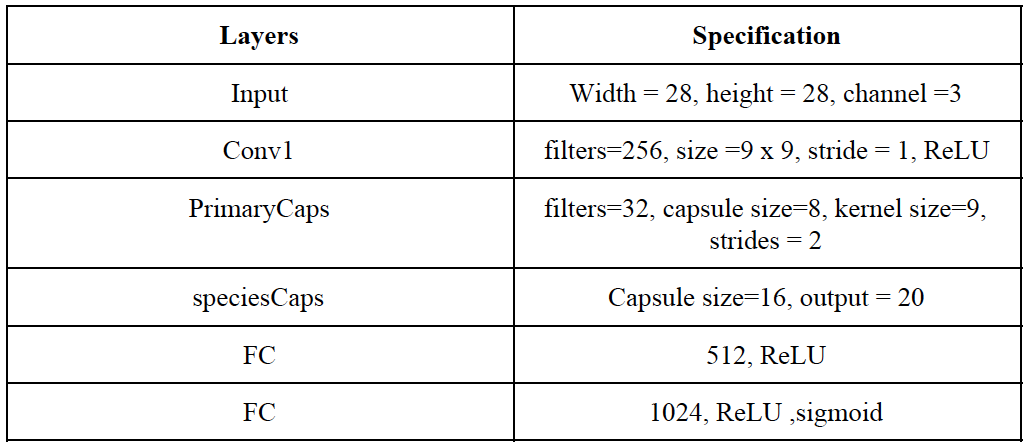 Layers Specification
Input Width = 28, height = 28, channel =3
Conv1 filters=256, size =9 x 9, stride = 1, ReLU
PrimaryCaps filters=32, capsule size=8, kernel size=9,
strides = 2
speciesCaps Capsule size=16, output = 20
FC 512, ReLU
FC 1024, ReLU ,sigmoid